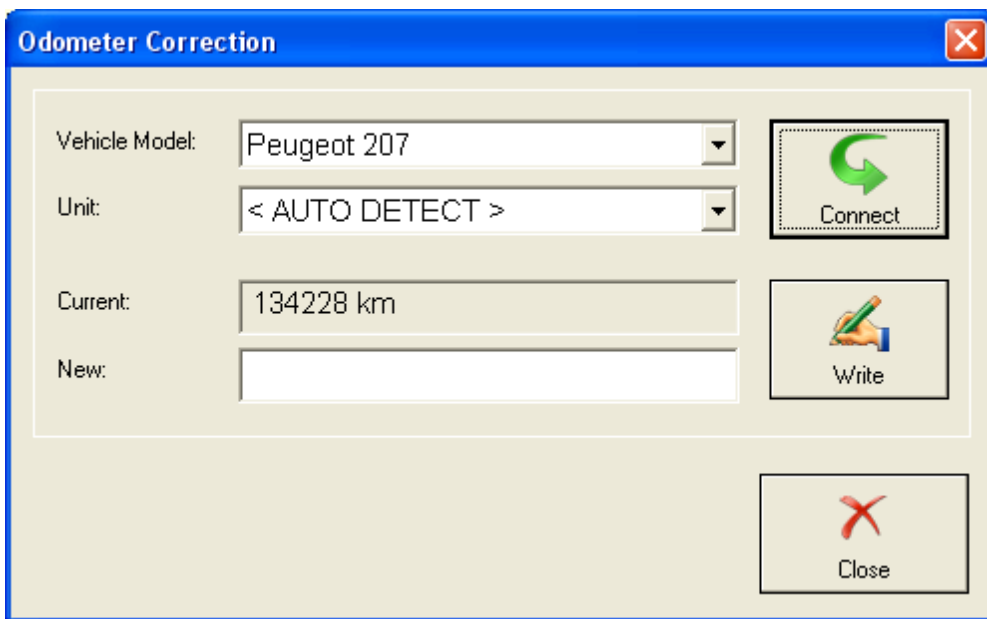 Odometer Correction
Vehicle Model: Peugeot 207
Connect
Unit: < AUTO DETECT >
Current: 134228 km
Write
New:
Close